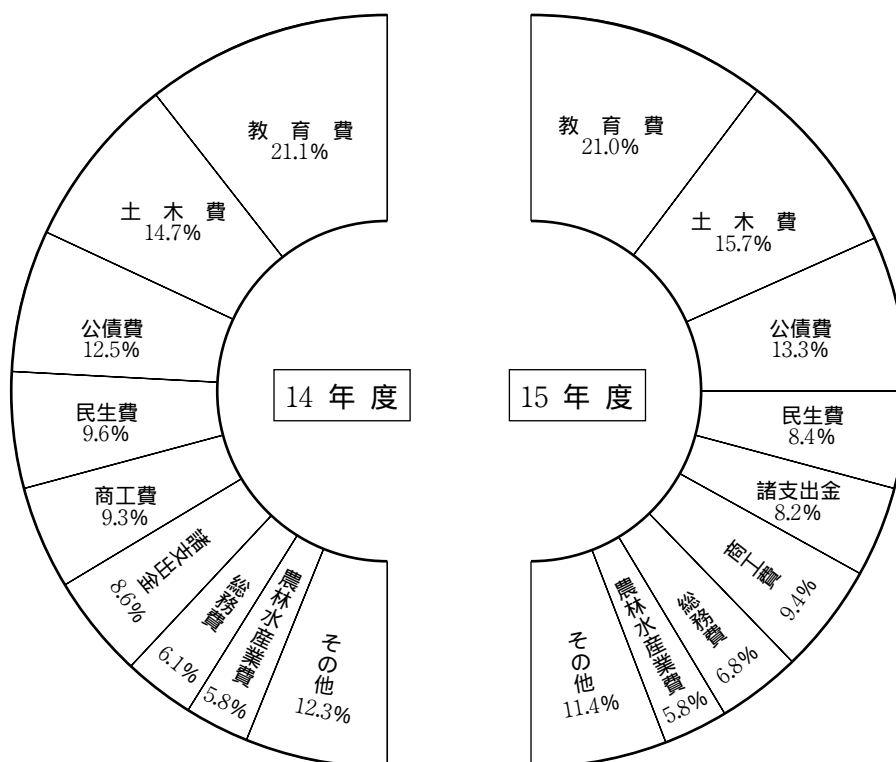 教育費
21.1%
土木費
14.7%
公債費
12.5%
民生費
9.6%
商工費
9.3%
諸支出金
8.6%
総務費
6.1%
農林水産業費
5.8%
その他
12.3%
14年度
教育費
21.0%
土木費
15.7%
公債費
13.3%
民生費
8.4%
諸支出金
8.2%
商工費
9.4%
総務費
6.8%
農林水産業費
5.8%
その他
11.4%
15年度